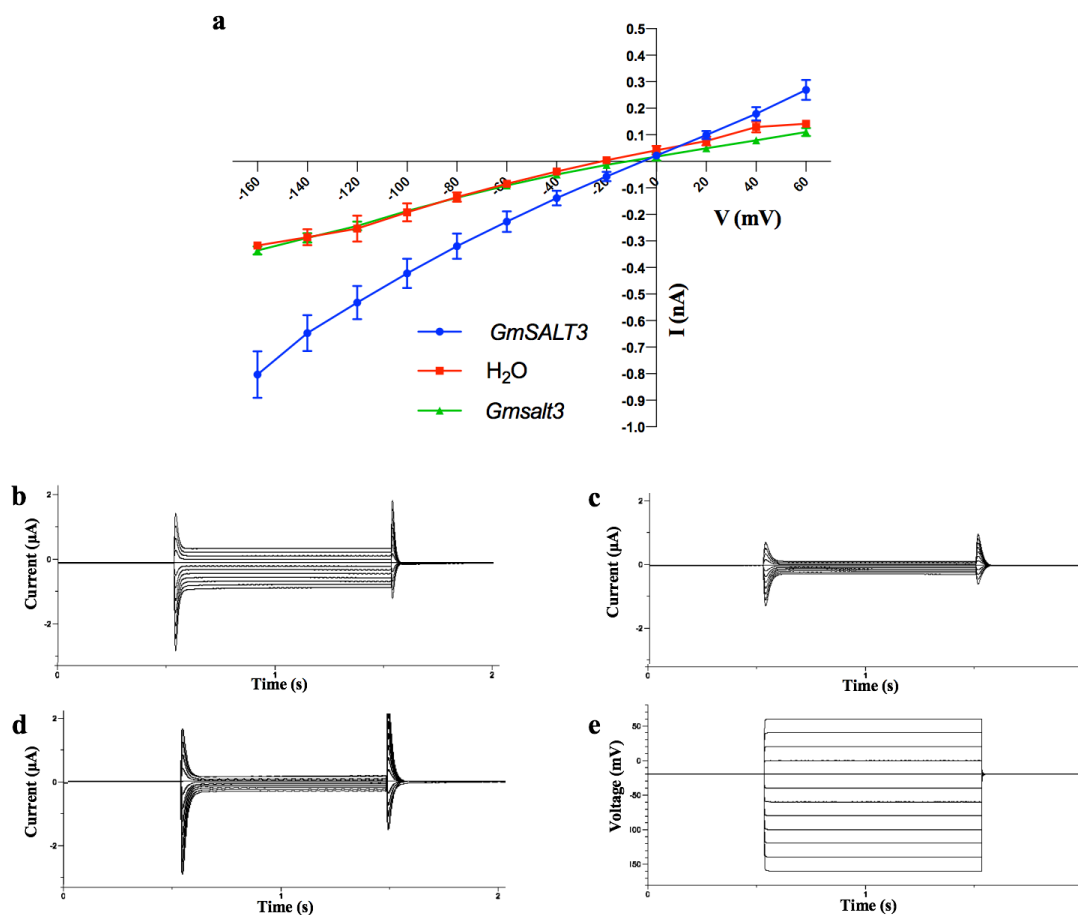 a
0.5
0.4
0.3
0.2
0.1
-0.1
-0.2
-0.3
-0.4
-0.5
-0.6
-0.7
-0.8
-0.9
-1.0
-160 -140 -120 -100 -80 -60 -40 -20 0 20 40 60
V (mV)
I (nA)
GmSALT3
H₂O
Gmsalt3
b
Current (µA)
2
0
-2
0 1 2
Time (s)
c
Current (µA)
2
0
-2
0 1
Time (s)
d
Current (µA)
2
0
-2
0 1 2
Time (s)
e
Voltage (mV)
50
0
-50
100
150
0 1
Time (s)